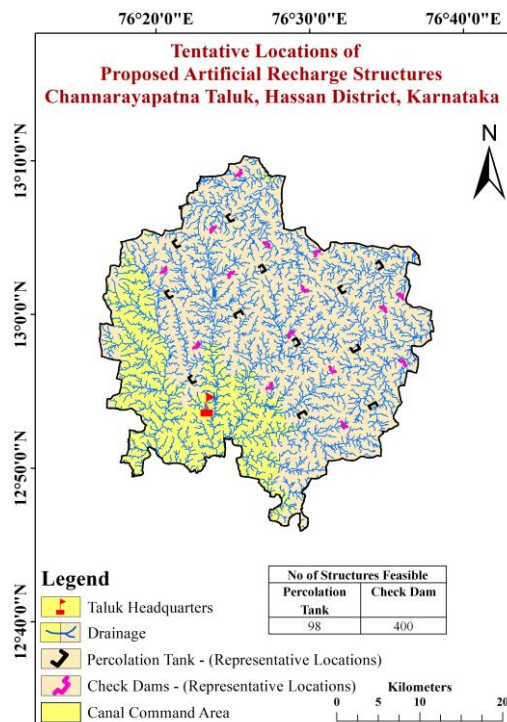 76°20'0"E 76°30'0"E 76°40'0"E
Tentative Locations of
Proposed Artificial Recharge Structures
Channarayapatna Taluk, Hassan District, Karnataka
N
13°10'0"N
13°0'0"N
12°50'0"N
12°40'0"N
Legend
Taluk Headquarters
Drainage
Percolation Tank - (Representative Locations)
Check Dams - (Representative Locations)
Canal Command Area
No of Structures Feasible
Percolation Tank Check Dam
98 400
Kilometers
0 5 10 20